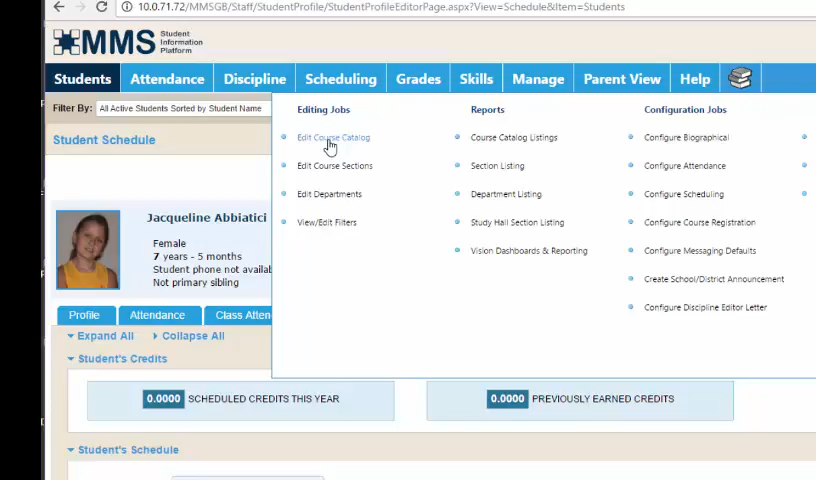 10.0.71.72/MMSGB/Staff/StudentProfile/StudentProfileEditorPage.aspx?View=Schedule&Item=Students
MMS Student Information Platform
Students Attendance Discipline Scheduling Grades Skills Manage Parent View Help
Filter By: All Active Students Sorted by Student Name
Student Schedule
Editing Jobs
Edit Course Catalog
Edit Course Sections
Edit Departments
View/Edit Filters
Reports
Course Catalog Listings
Section Listing
Department Listing
Study Hall Section Listing
Vision Dashboards & Reporting
Configuration Jobs
Configure Biographical
Configure Attendance
Configure Scheduling
Configure Course Registration
Configure Messaging Defaults
Create School/District Announcement
Configure Discipline Editor Letter
Jacqueline Abbiatici
Female
7 years - 5 months
Student phone not availab
Not primary sibling
Profile Attendance Class Atten
Expand All Collapse All
Student's Credits
0.0000 SCHEDULED CREDITS THIS YEAR
0.0000 PREVIOUSLY EARNED CREDITS
Student's Schedule